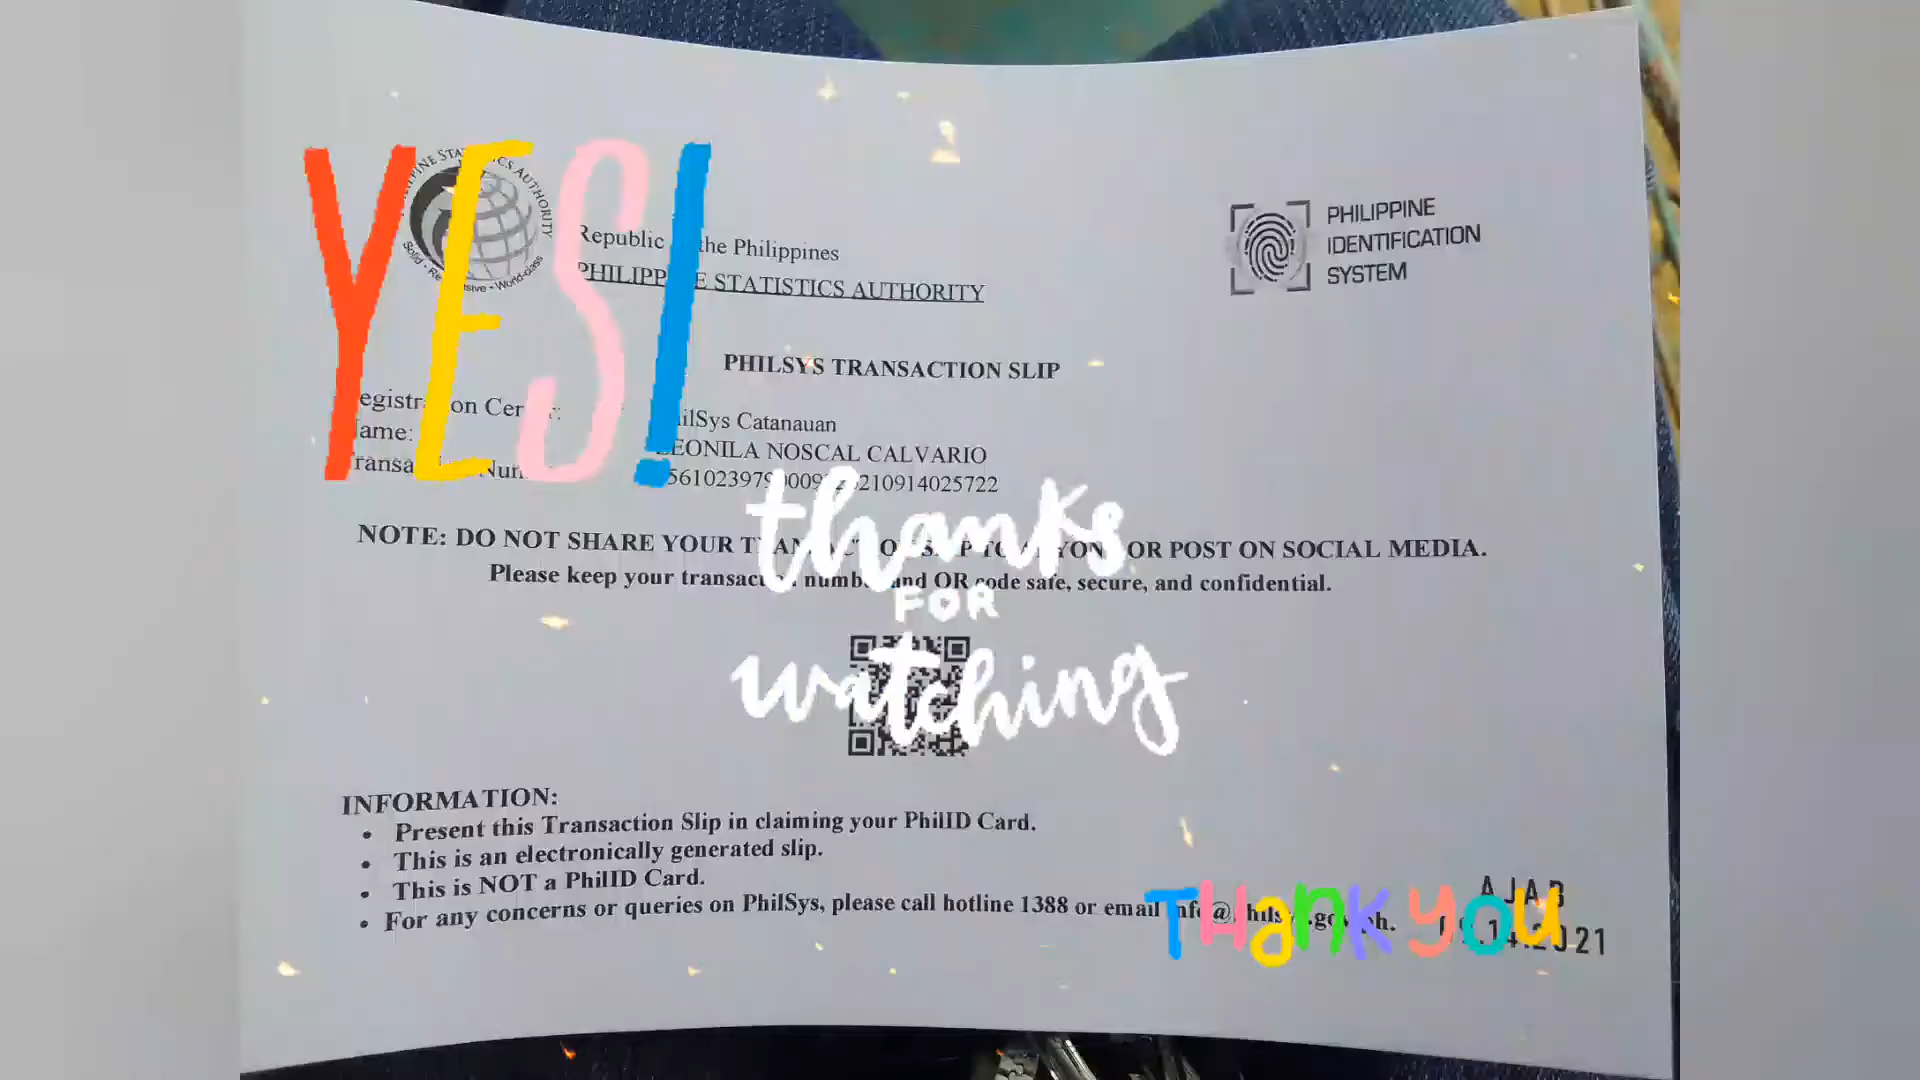 YES!
Republic the Philippines
STATISTICS AUTHORITY
PHILIPPINE
IDENTIFICATION
SYSTEM
PHILSYS TRANSACTION SLIP
Catanauan
NOSCAL CALVARIO
NOTE: DO NOT SHARE YOUR OR POST ON SOCIAL MEDIA.
Please keep your and QR code safe, secure, and confidential.
thanks
FOR
watching
INFORMATION:
• Present this Transaction Slip in claiming your PhilID Card.
• This is an electronically generated slip.
• This is NOT a PhilID Card.
• For any concerns or queries on PhilSys, please call hotline 1388 or email
THANK YOU